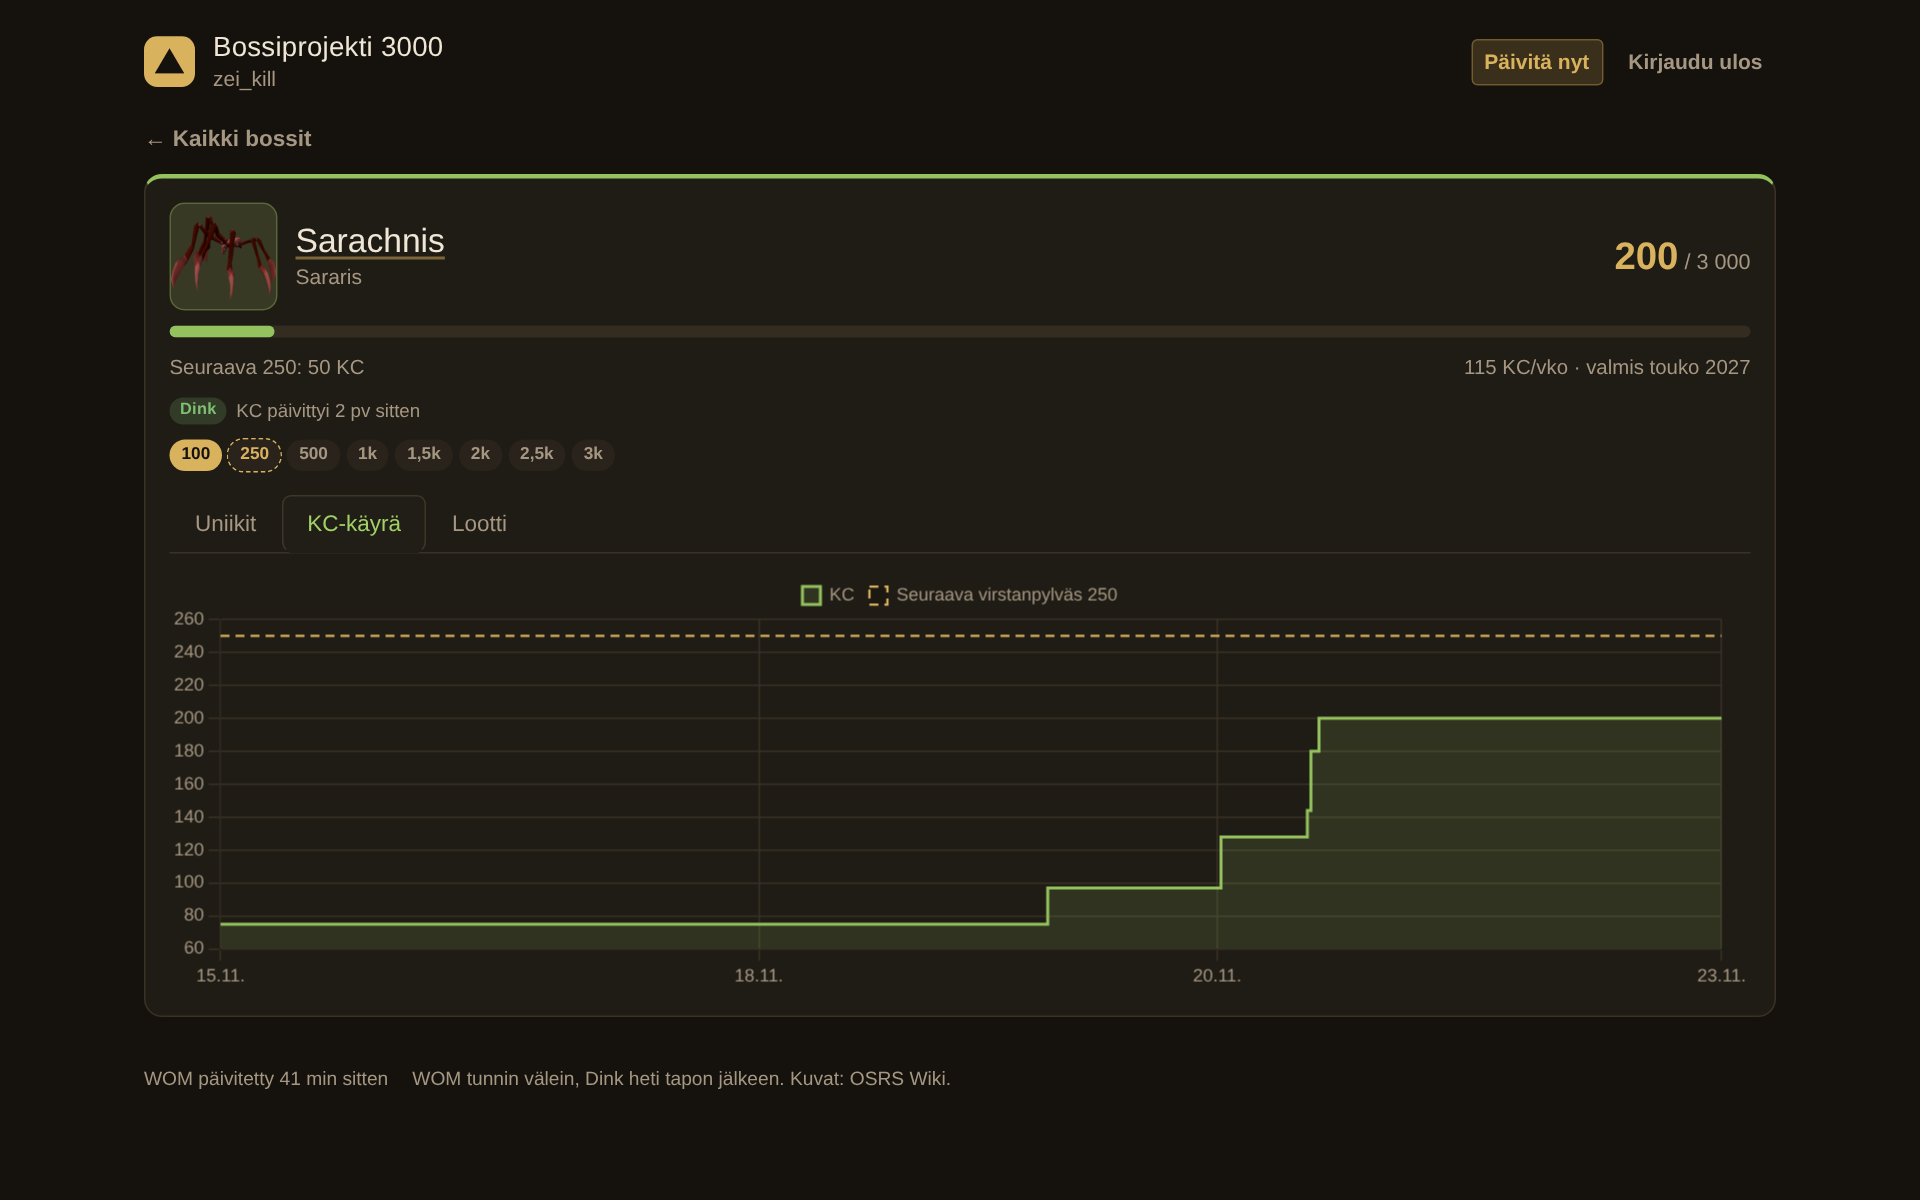 Bossiprojekti 3000
zei_kill
Päivitä nyt
Kirjaudu ulos
← Kaikki bossit
Sarachnis
Sararis
200 / 3 000
Seuraava 250: 50 KC
115 KC/vko · valmis touko 2027
Dink KC päivittyi 2 pv sitten
100 250 500 1k 1,5k 2k 2,5k 3k
Uniikit KC-käyrä Lootti
KC Seuraava virstanpylväs 250
260
240
220
200
180
160
140
120
100
80
60
15.11. 18.11. 20.11. 23.11.
WOM päivitetty 41 min sitten WOM tunnin välein, Dink heti tapon jälkeen. Kuvat: OSRS Wiki.